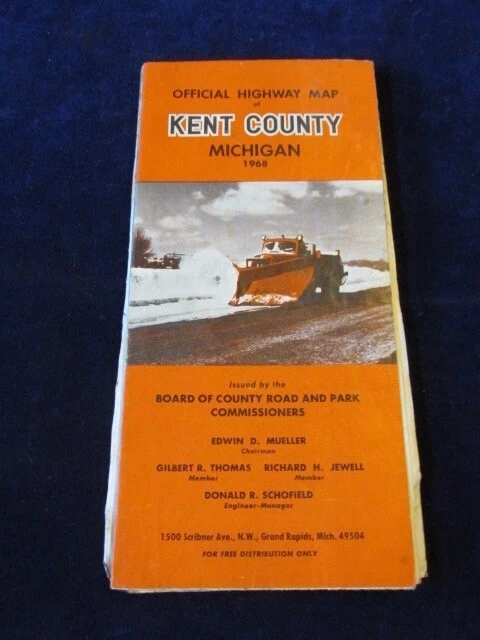 OFFICIAL HIGHWAY MAP
of
KENT COUNTY
MICHIGAN
1968
Issued by the
BOARD OF COUNTY ROAD AND PARK
COMMISSIONERS
EDWIN D. MUELLER
Chairman
GILBERT R. THOMAS RICHARD H. JEWELL
Member Member
DONALD R. SCHOFIELD
Engineer-Manager
1500 Scribner Ave., N.W., Grand Rapids, Mich. 49504
FOR FREE DISTRIBUTION ONLY